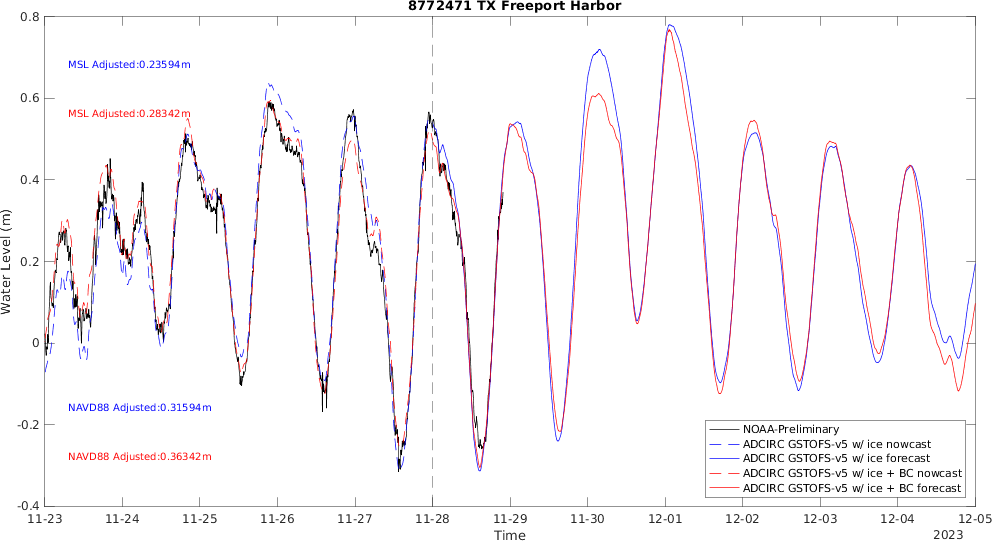 8772471 TX Freeport Harbor
0.8
MSL Adjusted:0.23594m
0.6
MSL Adjusted:0.28342m
0.4
Water Level (m)
0.2
0
NAVD88 Adjusted:0.31594m
-0.2
NAVD88 Adjusted:0.36342m
-0.4
NOAA-Preliminary
ADCIRC GSTOFS-v5 w/ ice nowcast
ADCIRC GSTOFS-v5 w/ ice forecast
ADCIRC GSTOFS-v5 w/ ice + BC nowcast
ADCIRC GSTOFS-v5 w/ ice + BC forecast
11-23 11-24 11-25 11-26 11-27 11-28 11-29 11-30 12-01 12-02 12-03 12-04 12-05
Time
2023